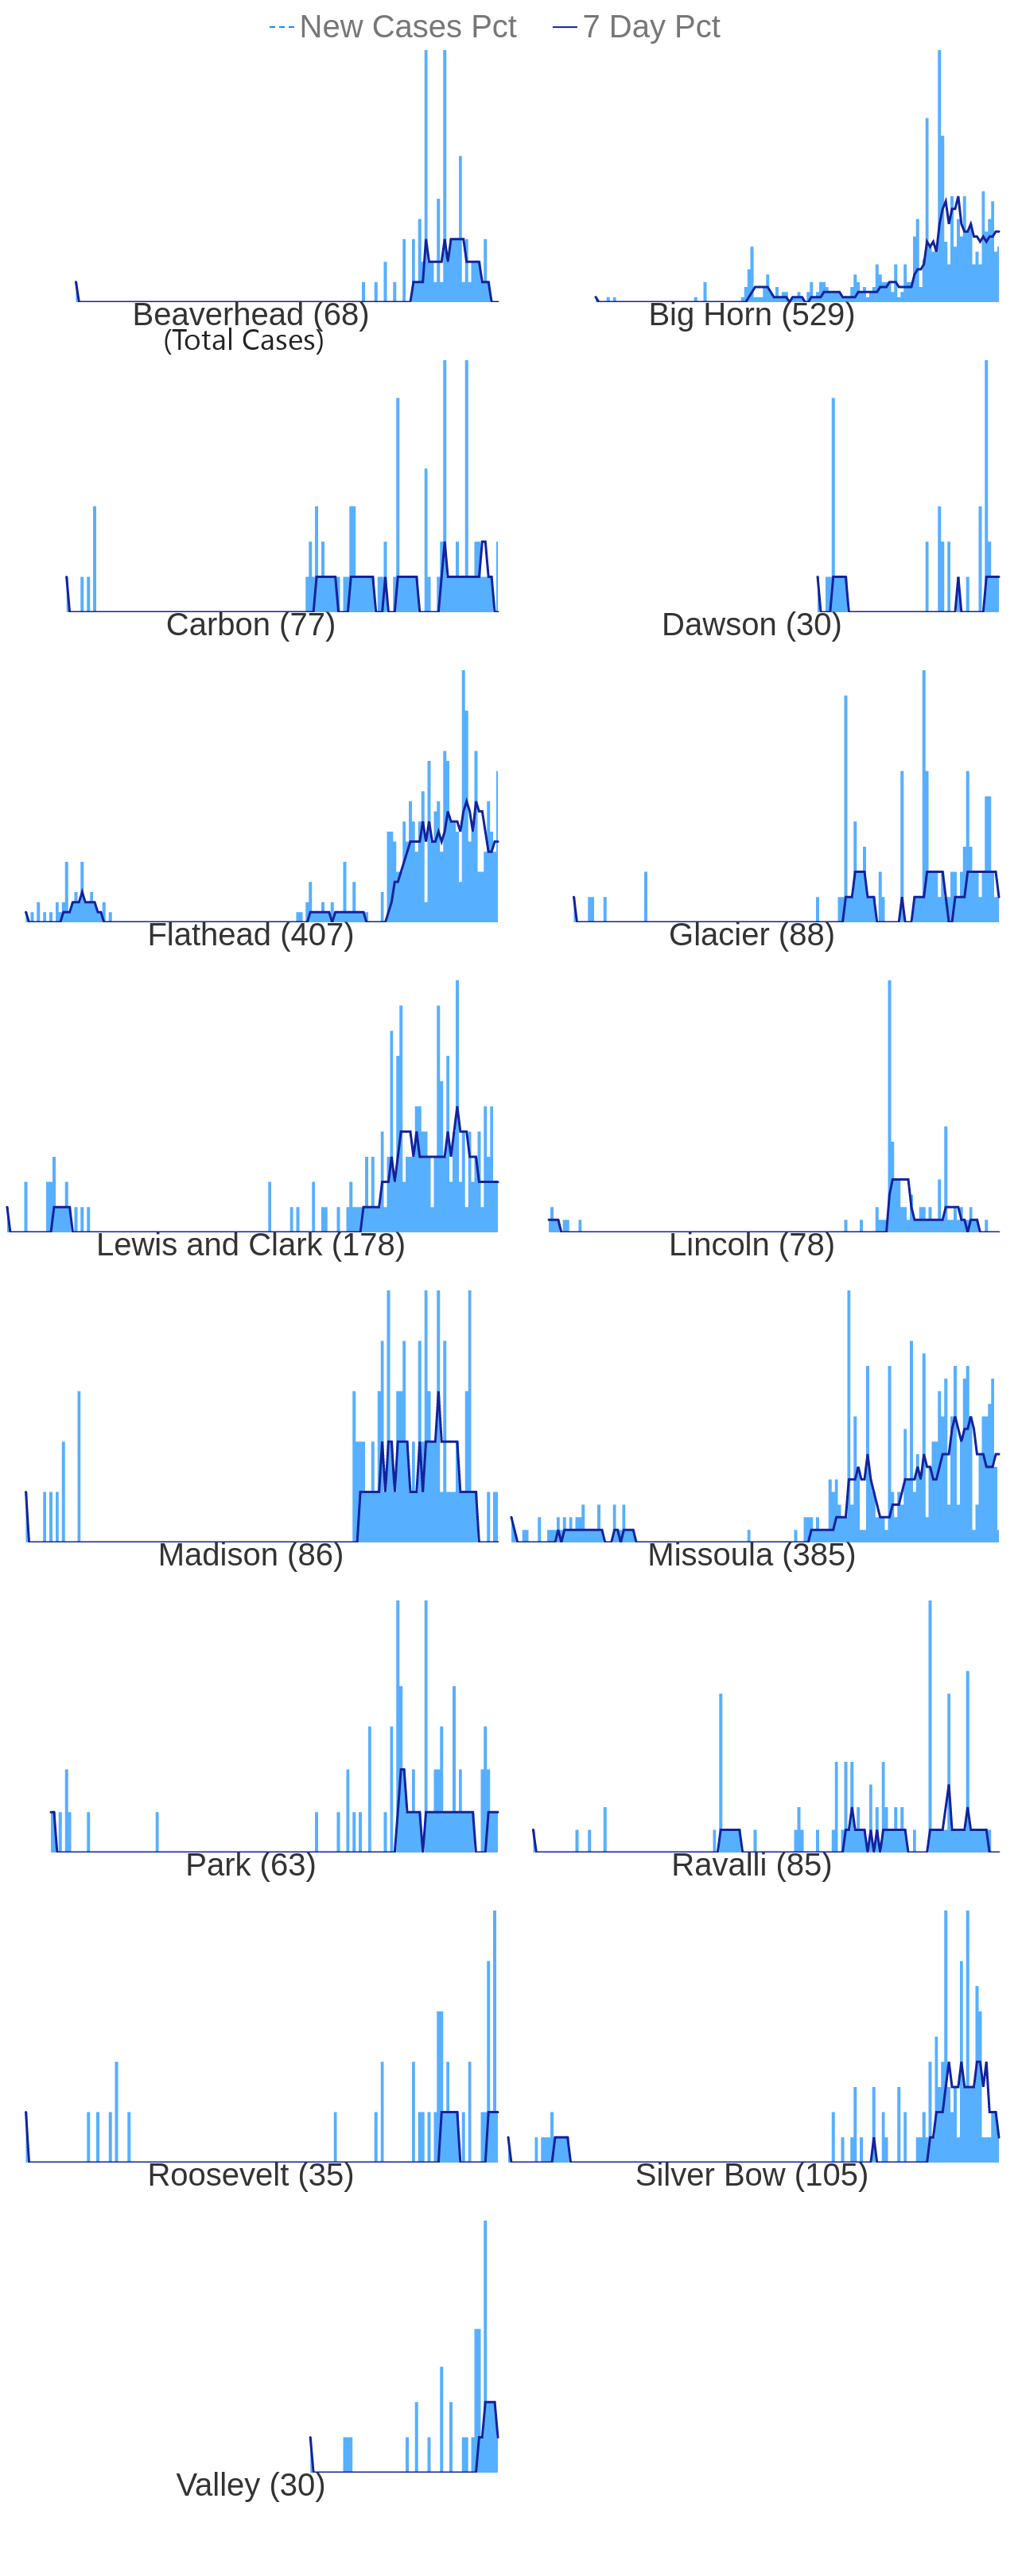 New Cases Pct 7 Day Pct
Beaverhead (68) Big Horn (529)
(Total Cases)
Carbon (77) Dawson (30)
Flathead (407) Glacier (88)
Lewis and Clark (178) Lincoln (78)
Madison (86) Missoula (385)
Park (63) Ravalli (85)
Roosevelt (35) Silver Bow (105)
Valley (30)